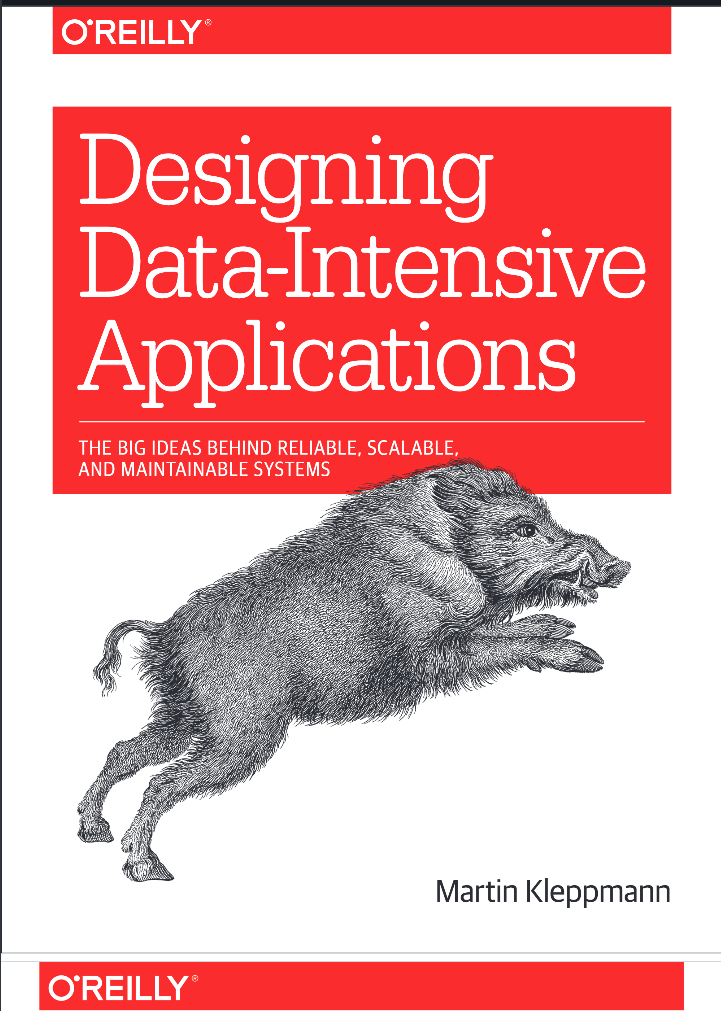 O'REILLY®
Designing
Data-Intensive
Applications
THE BIG IDEAS BEHIND RELIABLE, SCALABLE,
AND MAINTAINABLE SYSTEMS
Martin Kleppmann
O'REILLY®